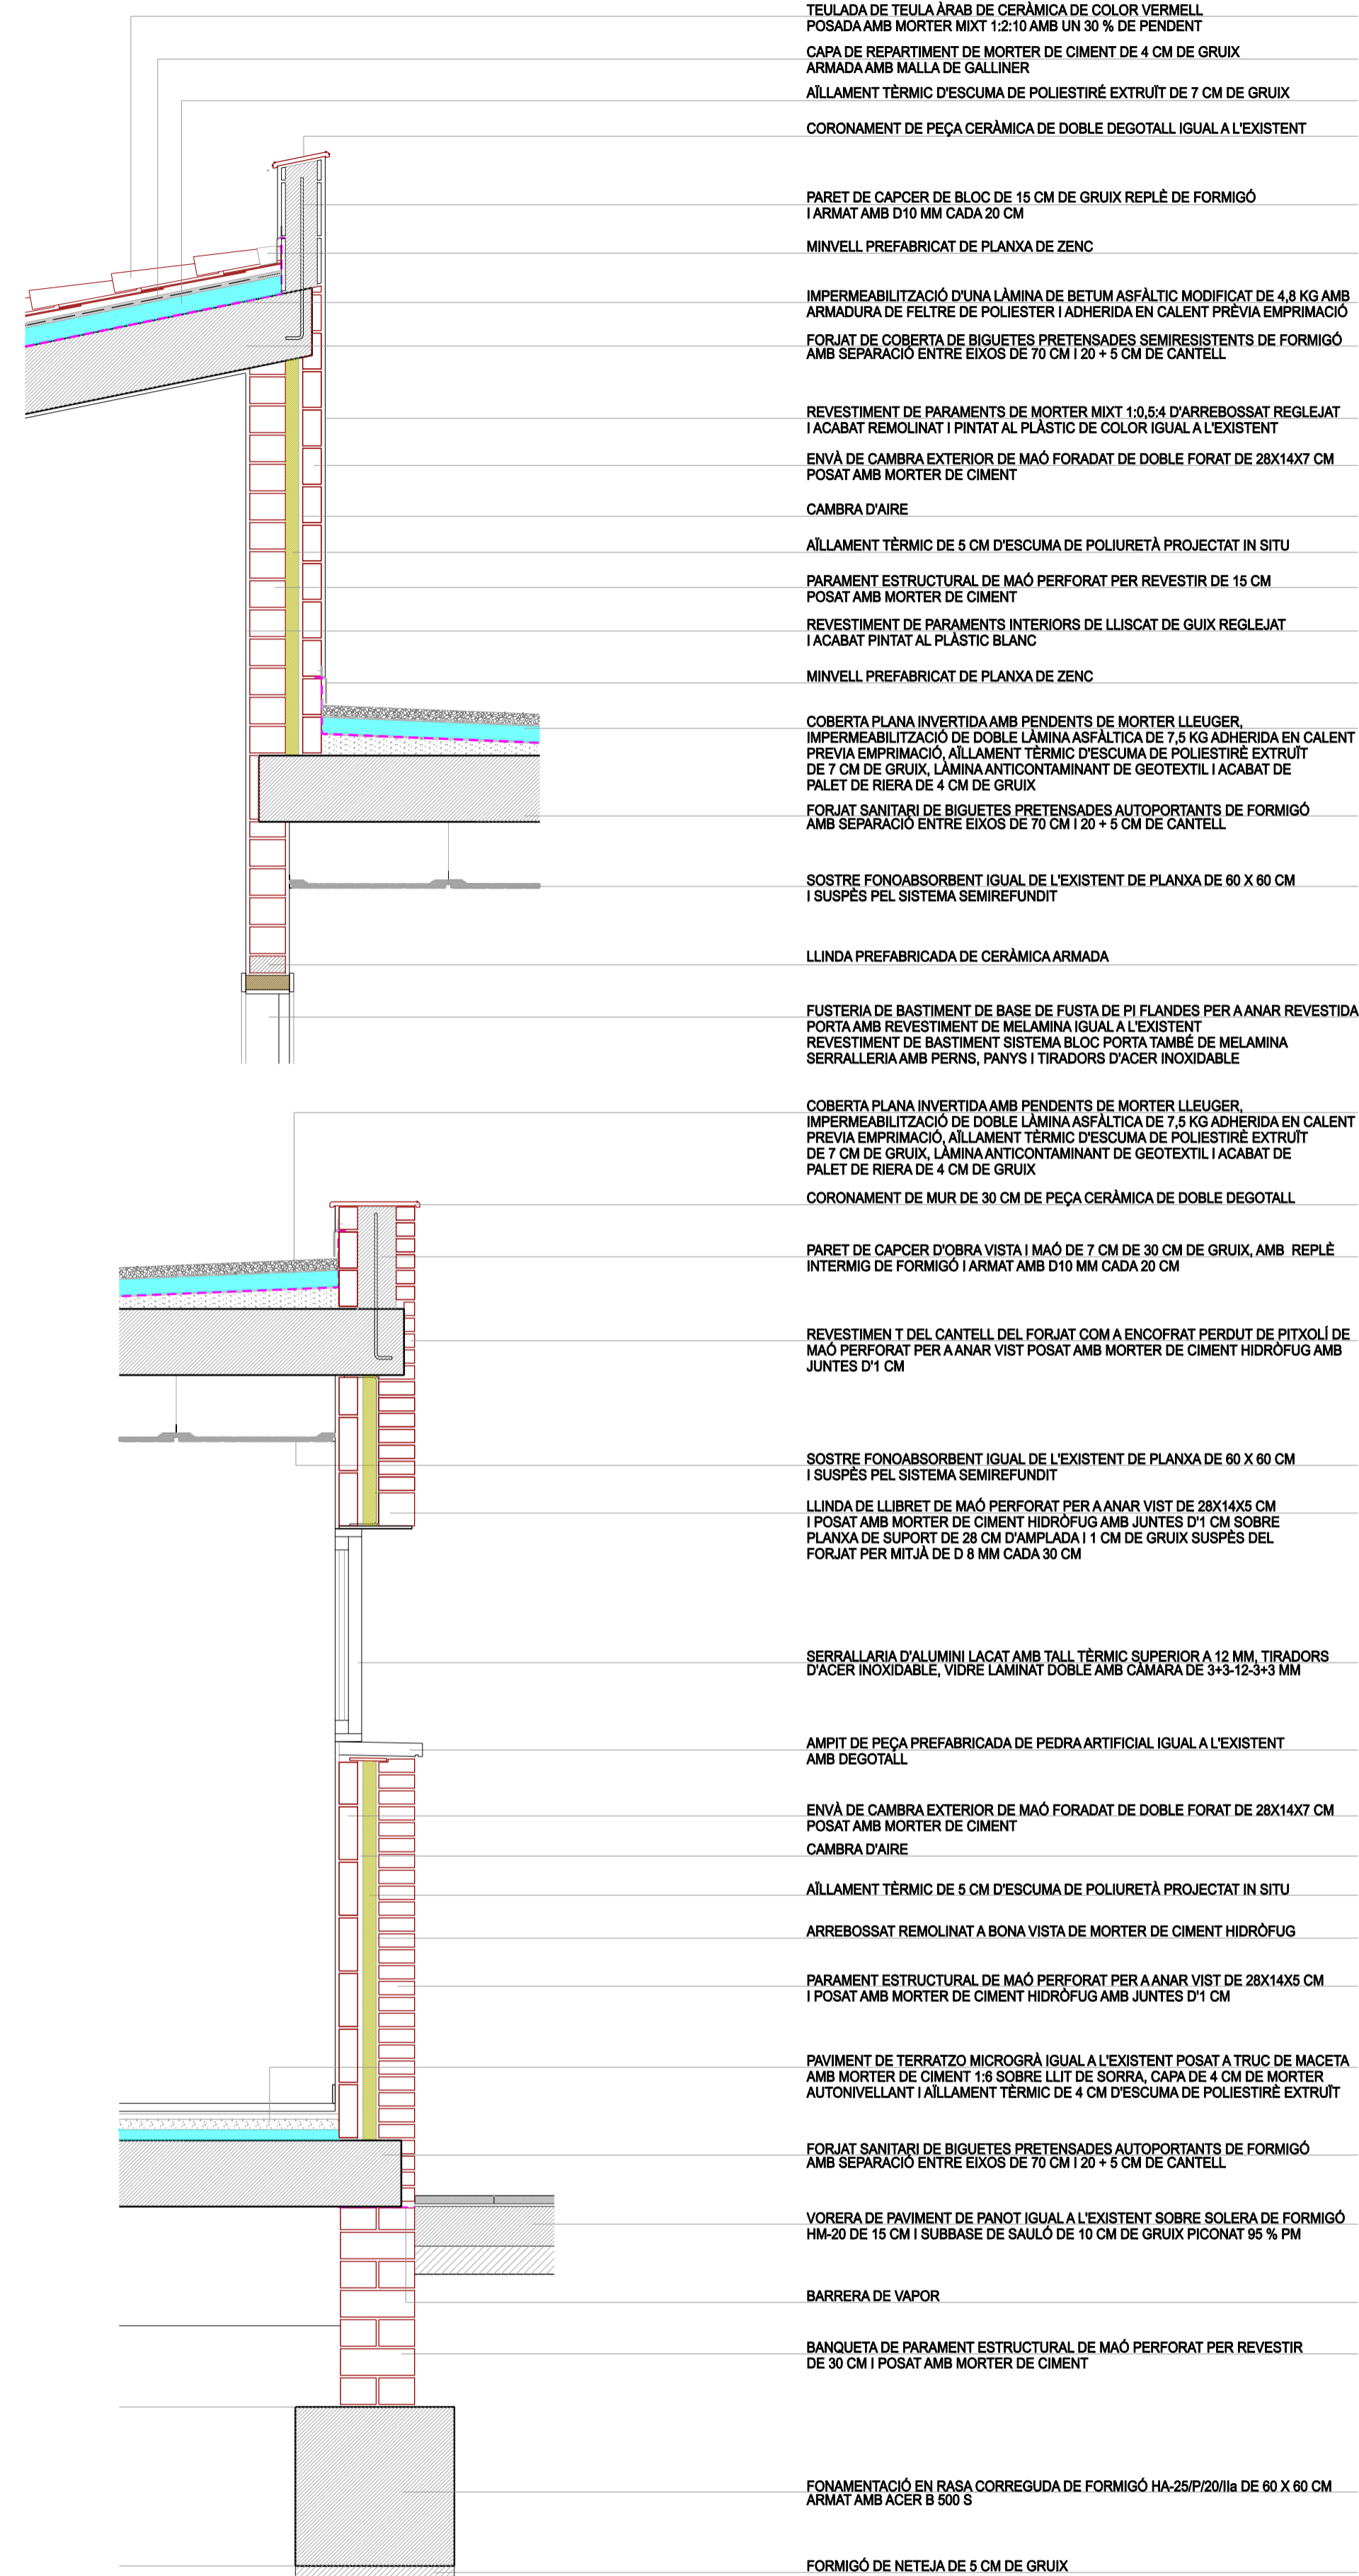 TEULADA DE TEULA ÀRAB DE CERÀMICA DE COLOR VERMELL
POSADA AMB MORTER MIXT 1:2:10 AMB UN 30 % DE PENDENT
CAPA DE REPARTIMENT DE MORTER DE CIMENT DE 4 CM DE GRUIX
ARMADA AMB MALLA DE GALLINER
AÏLLAMENT TÈRMIC D'ESCUMA DE POLIESTIRÉ EXTRUÏT DE 7 CM DE GRUIX
CORONAMENT DE PEÇA CERÀMICA DE DOBLE DEGOTALL IGUAL A L'EXISTENT
PARET DE CAPCER DE BLOC DE 15 CM DE GRUIX REPLÈ DE FORMIGÓ
I ARMAT AMB D10 MM CADA 20 CM
MINVELL PREFABRICAT DE PLANXA DE ZENC
IMPERMEABILITZACIÓ D'UNA LÀMINA DE BETUM ASFÀLTIC MODIFICAT DE 4,8 KG AMB
ARMADURA DE FELTRE DE POLIESTER I ADHERIDA EN CALENT PRÈVIA EMPRIMACIÓ
FORJAT DE COBERTA DE BIGUETES PRETENSADES SEMIRESISTENTS DE FORMIGÓ
AMB SEPARACIÓ ENTRE EIXOS DE 70 CM I 20 + 5 CM DE CANTELL
REVESTIMENT DE PARAMENTS DE MORTER MIXT 1:0,5:4 D'ARREBOSSAT REGLEJAT
I ACABAT REMOLINAT I PINTAT AL PLÀSTIC DE COLOR IGUAL A L'EXISTENT
ENVÀ DE CAMBRA EXTERIOR DE MAÓ FORADAT DE DOBLE FORAT DE 28X14X7 CM
POSAT AMB MORTER DE CIMENT
CAMBRA D'AIRE
AÏLLAMENT TÈRMIC DE 5 CM D'ESCUMA DE POLIURETÀ PROJECTAT IN SITU
PARAMENT ESTRUCTURAL DE MAÓ PERFORAT PER REVESTIR DE 15 CM
POSAT AMB MORTER DE CIMENT
REVESTIMENT DE PARAMENTS INTERIORS DE LLISCAT DE GUIX REGLEJAT
I ACABAT PINTAT AL PLÀSTIC BLANC
MINVELL PREFABRICAT DE PLANXA DE ZENC
COBERTA PLANA INVERTIDA AMB PENDENTS DE MORTER LLEUGER,
IMPERMEABILITZACIÓ DE DOBLE LÀMINA ASFÀLTICA DE 7,5 KG ADHERIDA EN CALENT
PREVIA EMPRIMACIÓ, AÏLLAMENT TÈRMIC D'ESCUMA DE POLIESTIRÈ EXTRUÏT
DE 7 CM DE GRUIX, LÀMINA ANTICONTAMINANT DE GEOTEXTIL I ACABAT DE
PALET DE RIERA DE 4 CM DE GRUIX
FORJAT SANITARI DE BIGUETES PRETENSADES AUTOPORTANTS DE FORMIGÓ
AMB SEPARACIÓ ENTRE EIXOS DE 70 CM I 20 + 5 CM DE CANTELL
SOSTRE FONOABSORBENT IGUAL DE L'EXISTENT DE PLANXA DE 60 X 60 CM
I SUSPÈS PEL SISTEMA SEMIREFUNDIT
LLINDA PREFABRICADA DE CERÀMICA ARMADA
FUSTERIA DE BASTIMENT DE BASE DE FUSTA DE PI FLANDES PER A ANAR REVESTIDA
PORTA AMB REVESTIMENT DE MELAMINA IGUAL A L'EXISTENT
REVESTIMENT DE BASTIMENT SISTEMA BLOC PORTA TAMBÉ DE MELAMINA
SERRALLERIA AMB PERNS, PANYS I TIRADORS D'ACER INOXIDABLE
COBERTA PLANA INVERTIDA AMB PENDENTS DE MORTER LLEUGER,
IMPERMEABILITZACIÓ DE DOBLE LÀMINA ASFÀLTICA DE 7,5 KG ADHERIDA EN CALENT
PREVIA EMPRIMACIÓ, AÏLLAMENT TÈRMIC D'ESCUMA DE POLIESTIRÈ EXTRUÏT
DE 7 CM DE GRUIX, LÀMINA ANTICONTAMINANT DE GEOTEXTIL I ACABAT DE
PALET DE RIERA DE 4 CM DE GRUIX
CORONAMENT DE MUR DE 30 CM DE PEÇA CERÀMICA DE DOBLE DEGOTALL
PARET DE CAPCER D'OBRA VISTA I MAÓ DE 7 CM DE 30 CM DE GRUIX, AMB REPLÈ
INTERMIG DE FORMIGÓ I ARMAT AMB D10 MM CADA 20 CM
REVESTIMEN T DEL CANTELL DEL FORJAT COM A ENCOFRAT PERDUT DE PITXOLÍ DE
MAÓ PERFORAT PER A ANAR VIST POSAT AMB MORTER DE CIMENT HIDRÒFUG AMB
JUNTES D'1 CM
SOSTRE FONOABSORBENT IGUAL DE L'EXISTENT DE PLANXA DE 60 X 60 CM
I SUSPÈS PEL SISTEMA SEMIREFUNDIT
LLINDA DE LLIBRET DE MAÓ PERFORAT PER A ANAR VIST DE 28X14X5 CM
I POSAT AMB MORTER DE CIMENT HIDRÒFUG AMB JUNTES D'1 CM SOBRE
PLANXA DE SUPORT DE 28 CM D'AMPLADA I 1 CM DE GRUIX SUSPÈS DEL
FORJAT PER MITJÀ DE D 8 MM CADA 30 CM
SERRALLARIA D'ALUMINI LACAT AMB TALL TÈRMIC SUPERIOR A 12 MM, TIRADORS
D'ACER INOXIDABLE, VIDRE LAMINAT DOBLE AMB CÀMARA DE 3+3-12-3+3 MM
AMPIT DE PEÇA PREFABRICADA DE PEDRA ARTIFICIAL IGUAL A L'EXISTENT
AMB DEGOTALL
ENVÀ DE CAMBRA EXTERIOR DE MAÓ FORADAT DE DOBLE FORAT DE 28X14X7 CM
POSAT AMB MORTER DE CIMENT
CAMBRA D'AIRE
AÏLLAMENT TÈRMIC DE 5 CM D'ESCUMA DE POLIURETÀ PROJECTAT IN SITU
ARREBOSSAT REMOLINAT A BONA VISTA DE MORTER DE CIMENT HIDRÒFUG
PARAMENT ESTRUCTURAL DE MAÓ PERFORAT PER A ANAR VIST DE 28X14X5 CM
I POSAT AMB MORTER DE CIMENT HIDRÒFUG AMB JUNTES D'1 CM
PAVIMENT DE TERRATZO MICROGRÀ IGUAL A L'EXISTENT POSAT A TRUC DE MACETA
AMB MORTER DE CIMENT 1:6 SOBRE LLIT DE SORRA, CAPA DE 4 CM DE MORTER
AUTONIVELLANT I AÏLLAMENT TÈRMIC DE 4 CM D'ESCUMA DE POLIESTIRÈ EXTRUÏT
FORJAT SANITARI DE BIGUETES PRETENSADES AUTOPORTANTS DE FORMIGÓ
AMB SEPARACIÓ ENTRE EIXOS DE 70 CM I 20 + 5 CM DE CANTELL
VORERA DE PAVIMENT DE PANOT IGUAL A L'EXISTENT SOBRE SOLERA DE FORMIGÓ
HM-20 DE 15 CM I SUBBASE DE SAULÓ DE 10 CM DE GRUIX PICONAT 95 % PM
BARRERA DE VAPOR
BANQUETA DE PARAMENT ESTRUCTURAL DE MAÓ PERFORAT PER REVESTIR
DE 30 CM I POSAT AMB MORTER DE CIMENT
FONAMENTACIÓ EN RASA CORREGUDA DE FORMIGÓ HA-25/P/20/IIa DE 60 X 60 CM
ARMAT AMB ACER B 500 S
FORMIGÓ DE NETEJA DE 5 CM DE GRUIX